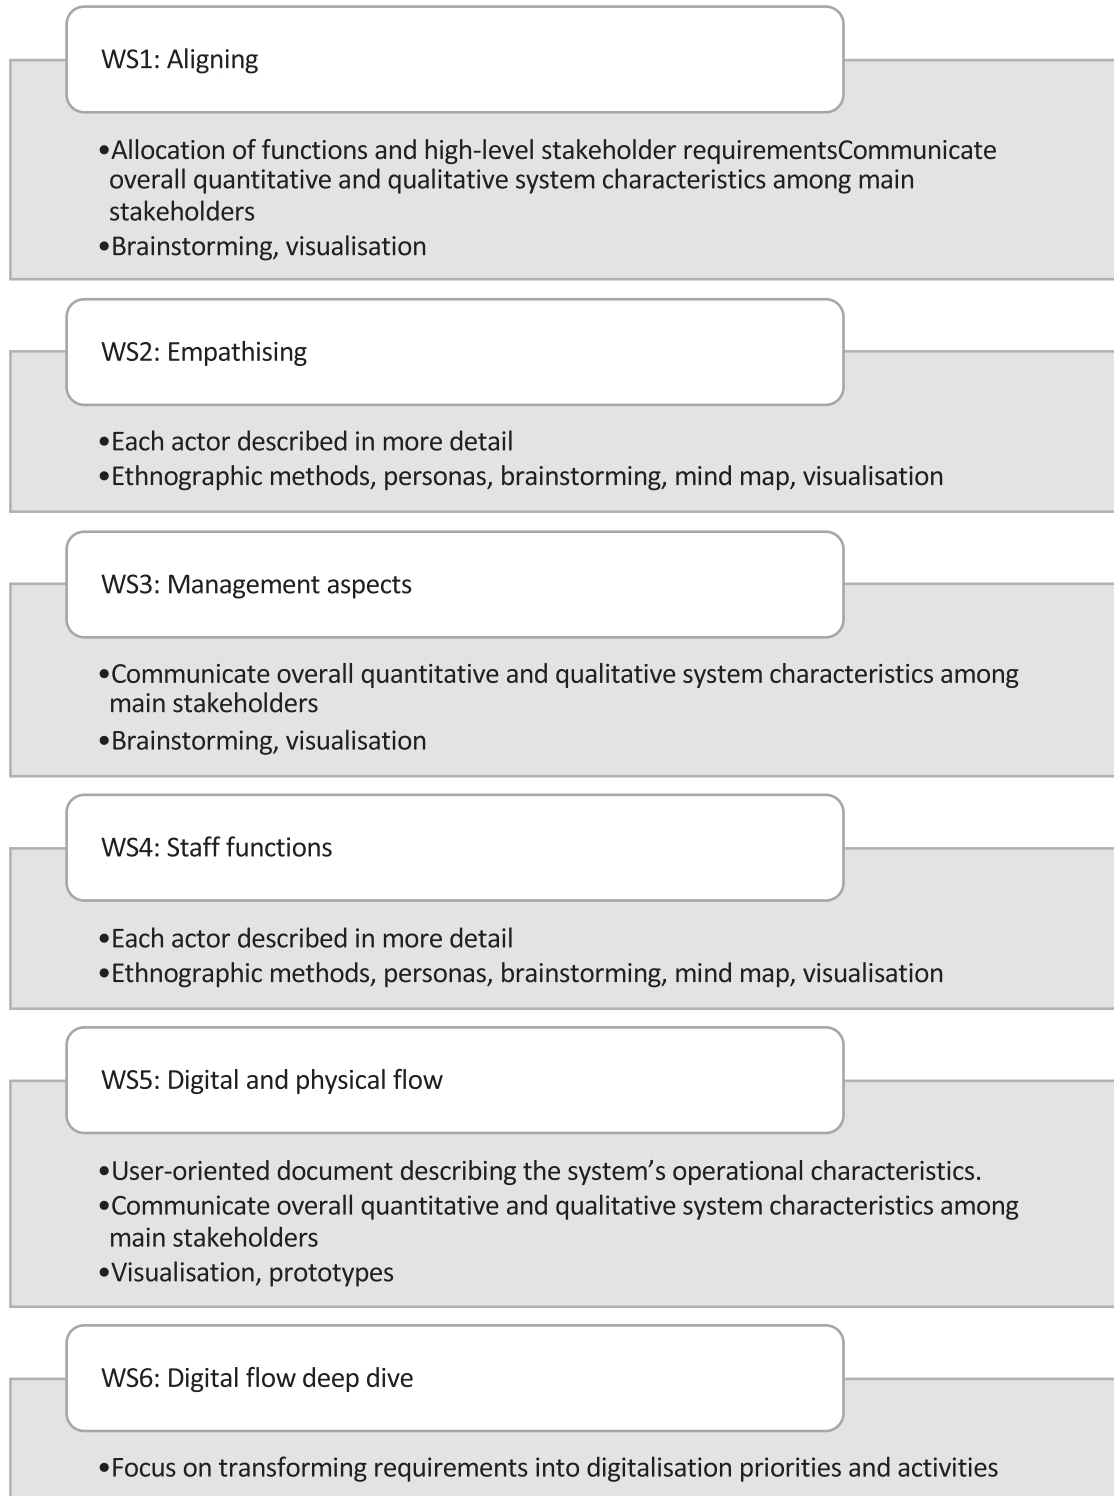 WS1: Aligning
•Allocation of functions and high-level stakeholder requirementsCommunicate
overall quantitative and qualitative system characteristics among main
stakeholders
•Brainstorming, visualisation
WS2: Empathising
•Each actor described in more detail
•Ethnographic methods, personas, brainstorming, mind map, visualisation
WS3: Management aspects
•Communicate overall quantitative and qualitative system characteristics among
main stakeholders
•Brainstorming, visualisation
WS4: Staff functions
•Each actor described in more detail
•Ethnographic methods, personas, brainstorming, mind map, visualisation
WS5: Digital and physical flow
•User-oriented document describing the system’s operational characteristics.
•Communicate overall quantitative and qualitative system characteristics among
main stakeholders
•Visualisation, prototypes
WS6: Digital flow deep dive
•Focus on transforming requirements into digitalisation priorities and activities